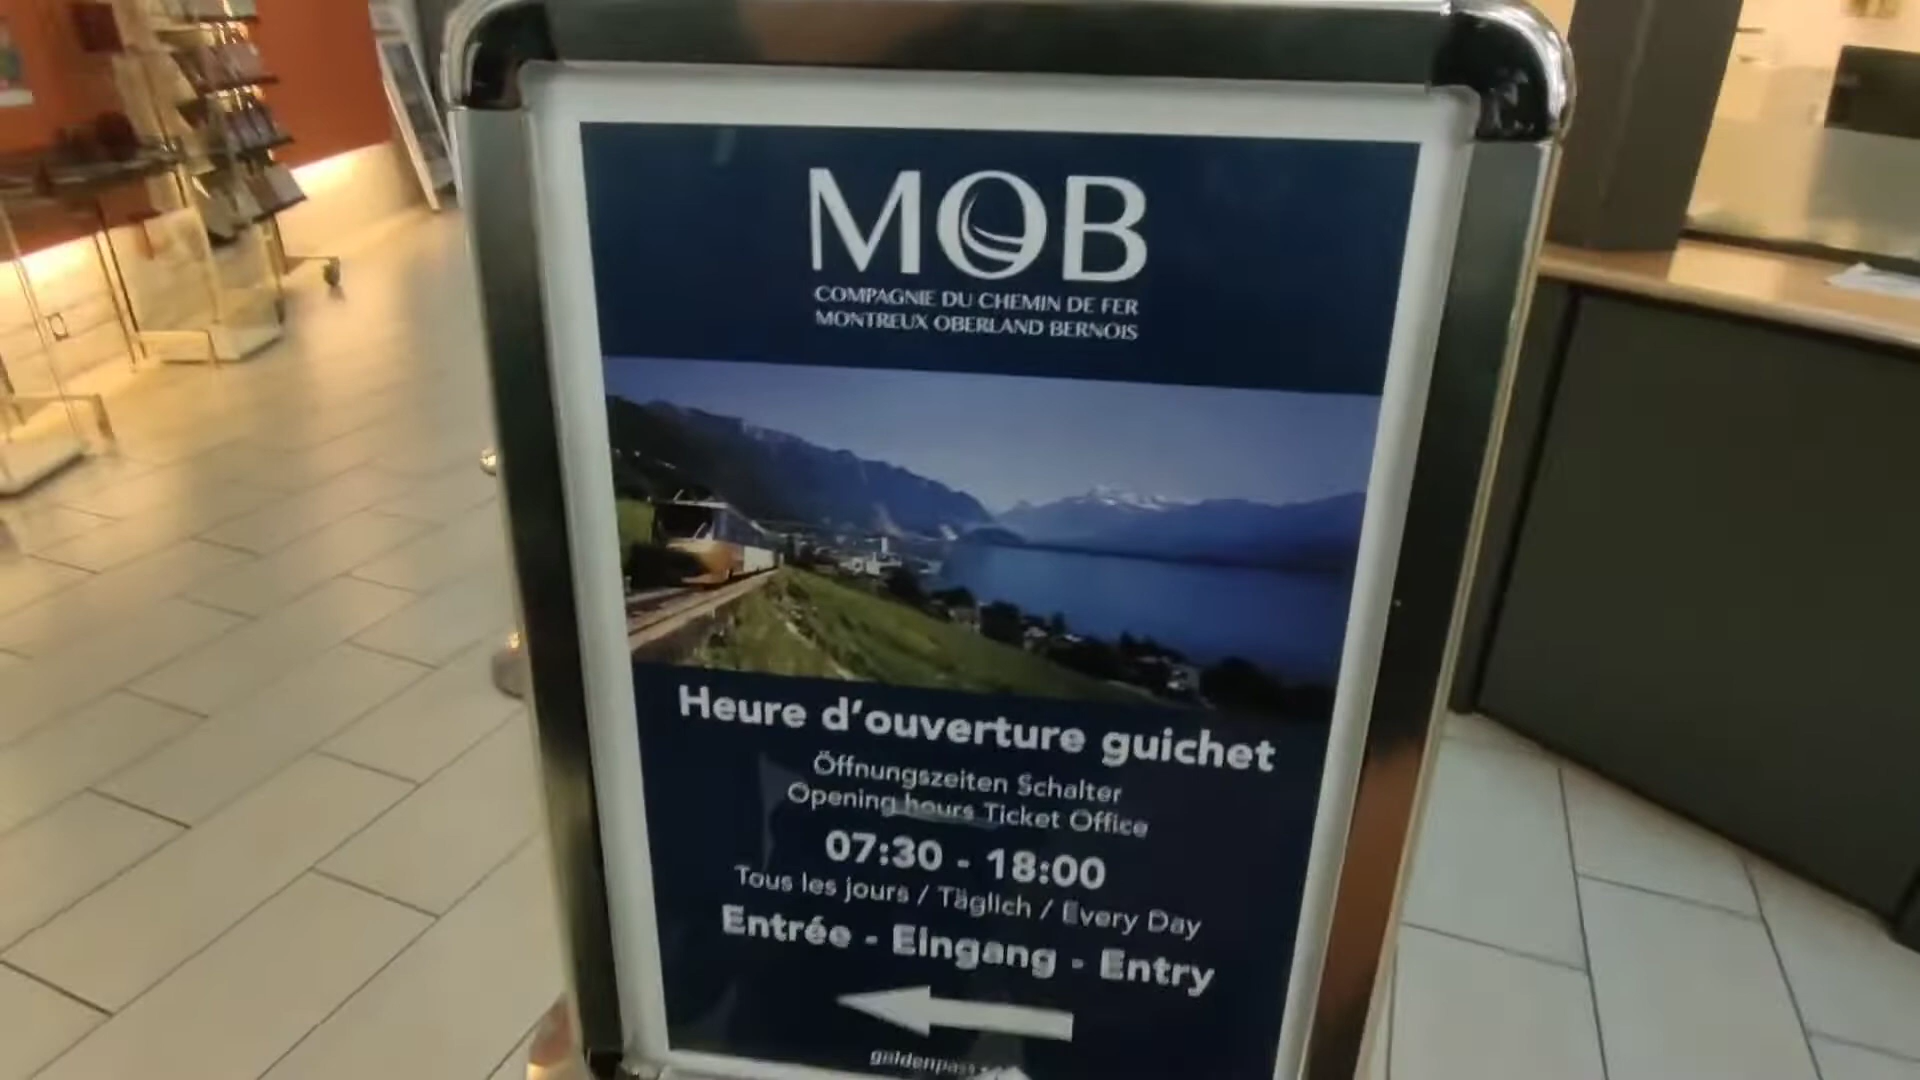 MOB
COMPAGNIE DU CHEMIN DE FER
MONTREUX OBERLAND BERNOIS
Heure d'ouverture guichet
Öffnungszeiten Schalter
Opening hours Ticket Office
07:30 - 18:00
Tous les jours / Täglich / Every Day
Entrée - Eingang - Entry
goldenpass